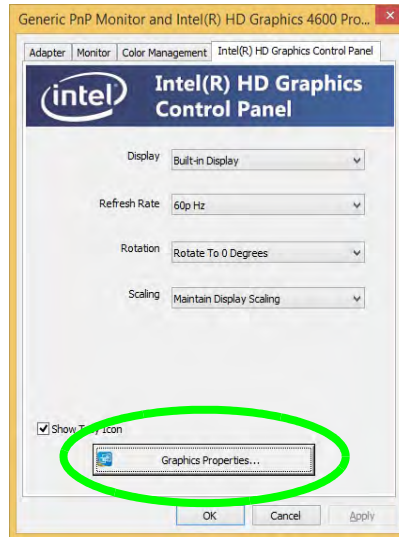 Generic PnP Monitor and Intel(R) HD Graphics 4600 Pro...
Adapter Monitor Color Management Intel(R) HD Graphics Control Panel
intel
Intel(R) HD Graphics
Control Panel
Display Built-in Display
Refresh Rate 60p Hz
Rotation Rotate To 0 Degrees
Scaling Maintain Display Scaling
Show Tray Icon
Graphics Properties...
OK Cancel Apply